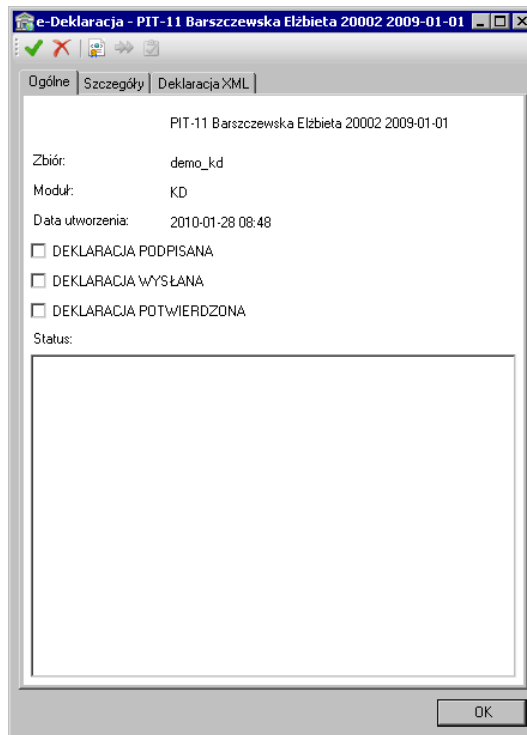 e-Deklaracja - PIT-11 Barszczewska Elżbieta 20002 2009-01-01
Ogólne Szczegóły Deklaracja XML
PIT-11 Barszczewska Elżbieta 20002 2009-01-01
Zbiór: demo_kd
Moduł: KD
Data utworzenia: 2010-01-28 08:48
DEKLARACJA PODPISANA
DEKLARACJA WYSŁANA
DEKLARACJA POTWIERDZONA
Status:
OK